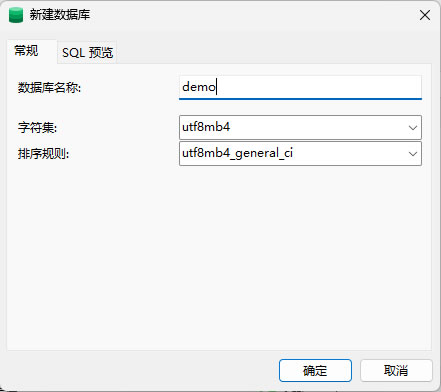 新建数据库
常规
SQL 预览
数据库名称:
demo
字符集:
utf8mb4
排序规则:
utf8mb4_general_ci
确定
取消